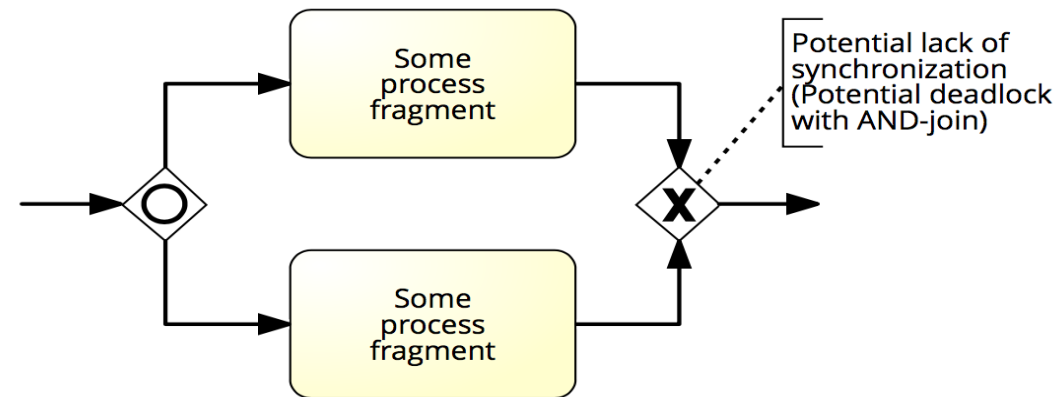 Some
process
fragment
Potential lack of
synchronization
(Potential deadlock
with AND-join)
X
Some
process
fragment